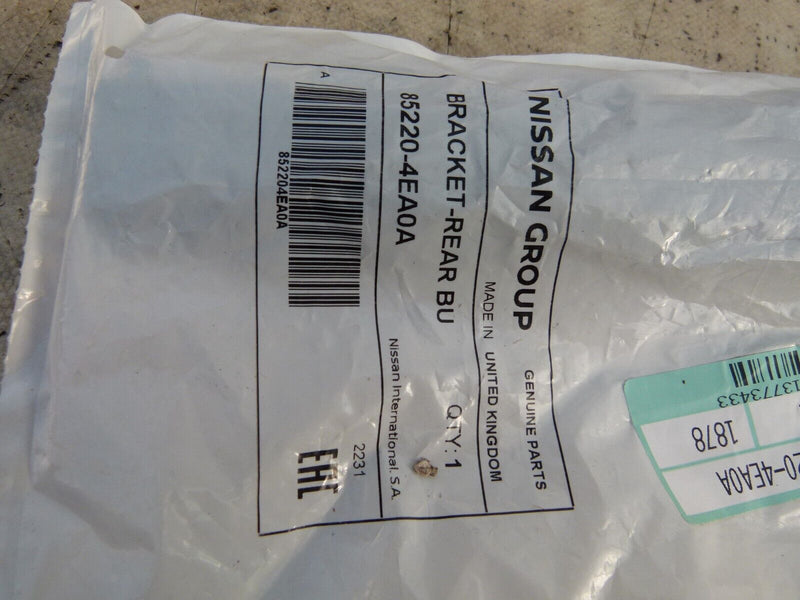 NISSAN GROUP GENUINE PARTS
MADE IN UNITED KINGDOM
BRACKET-REAR BU QTY: 1
85220-4EA0A Nissan International. S.A.
A
852204EA0A
2231
EAC
13773433
1878
20-4EA0A